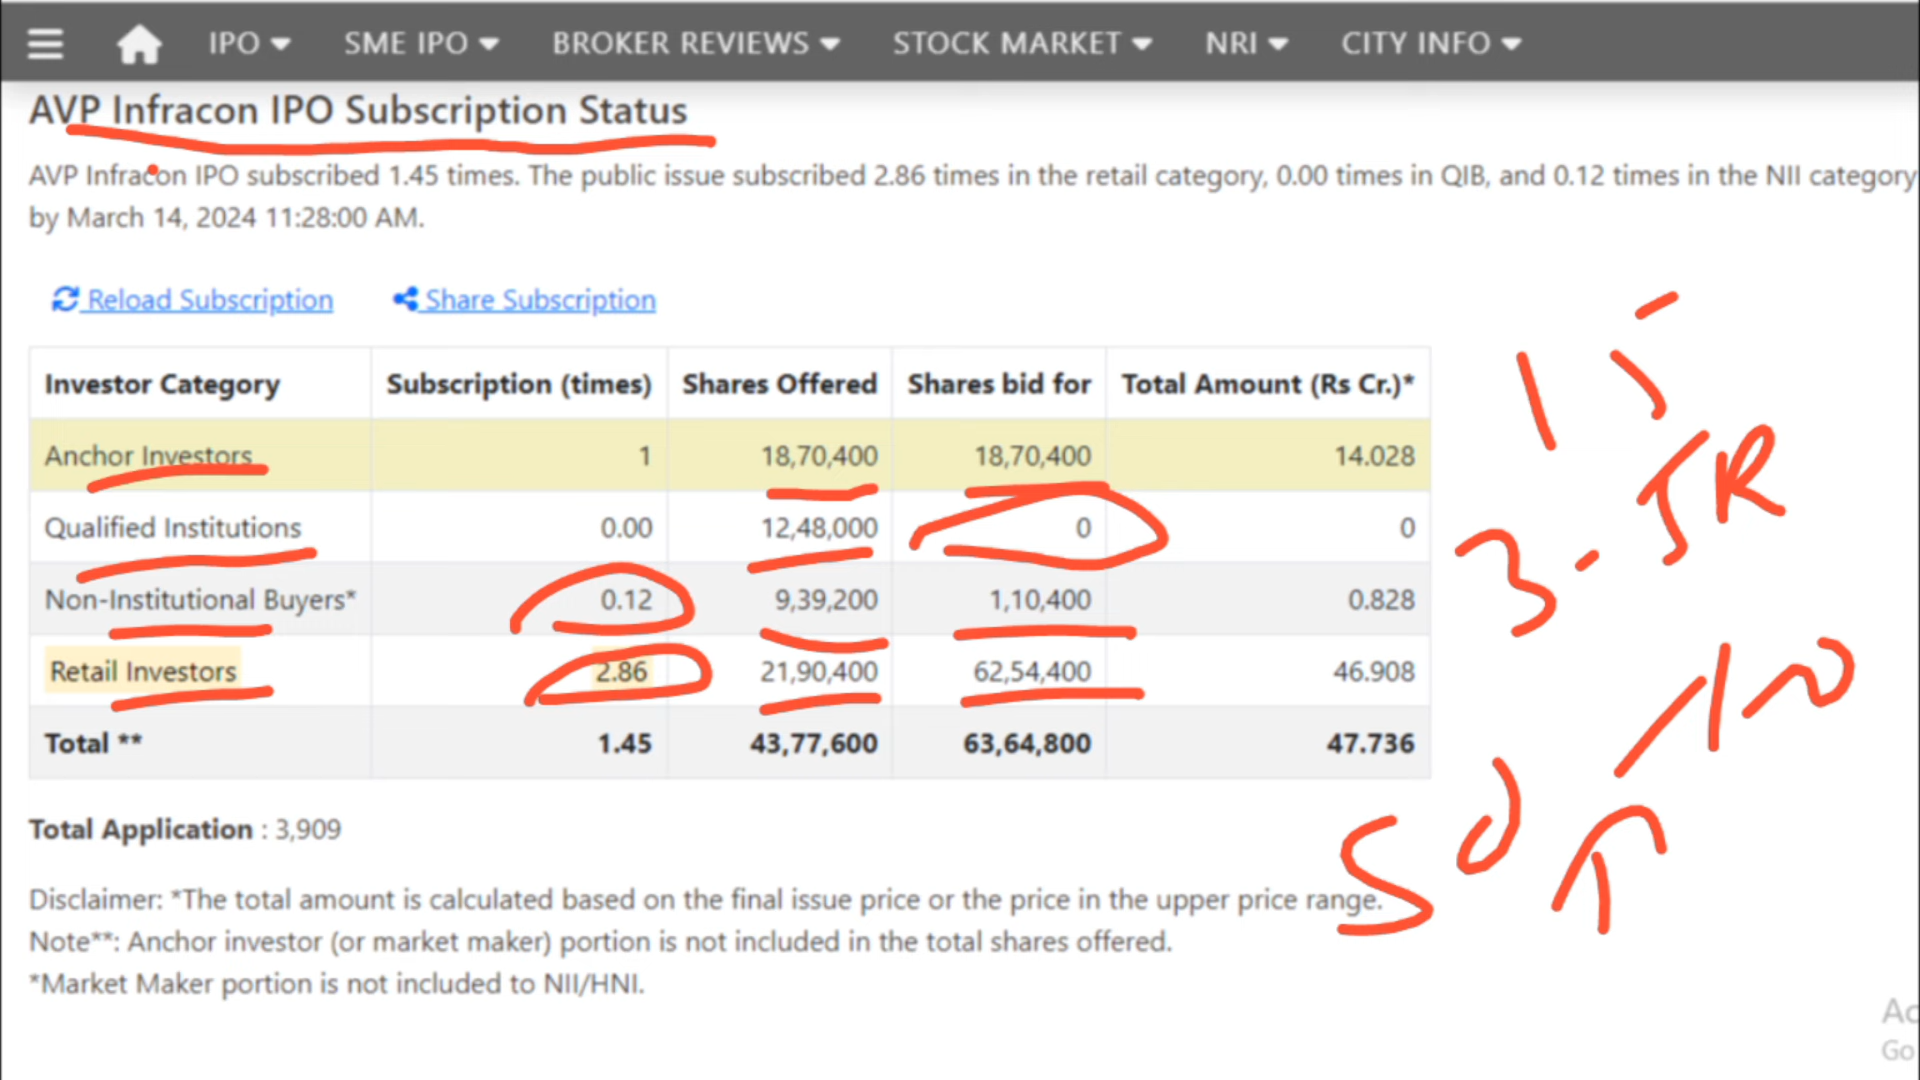 IPO SME IPO BROKER REVIEWS STOCK MARKET NRI CITY INFO
AVP Infracon IPO Subscription Status
AVP Infracon IPO subscribed 1.45 times. The public issue subscribed 2.86 times in the retail category, 0.00 times in QIB, and 0.12 times in the NII category
by March 14, 2024 11:28:00 AM.
Reload Subscription Share Subscription
Investor Category Subscription (times) Shares Offered Shares bid for Total Amount (Rs Cr.)*
Anchor Investors 1 18,70,400 18,70,400 14.028
Qualified Institutions 0.00 12,48,000 0 0
Non-Institutional Buyers* 0.12 9,39,200 1,10,400 0.828
Retail Investors 2.86 21,90,400 62,54,400 46.908
Total ** 1.45 43,77,600 63,64,800 47.736
Total Application : 3,909
Disclaimer: *The total amount is calculated based on the final issue price or the price in the upper price range.
Note**: Anchor investor (or market maker) portion is not included in the total shares offered.
*Market Maker portion is not included to NII/HNI.